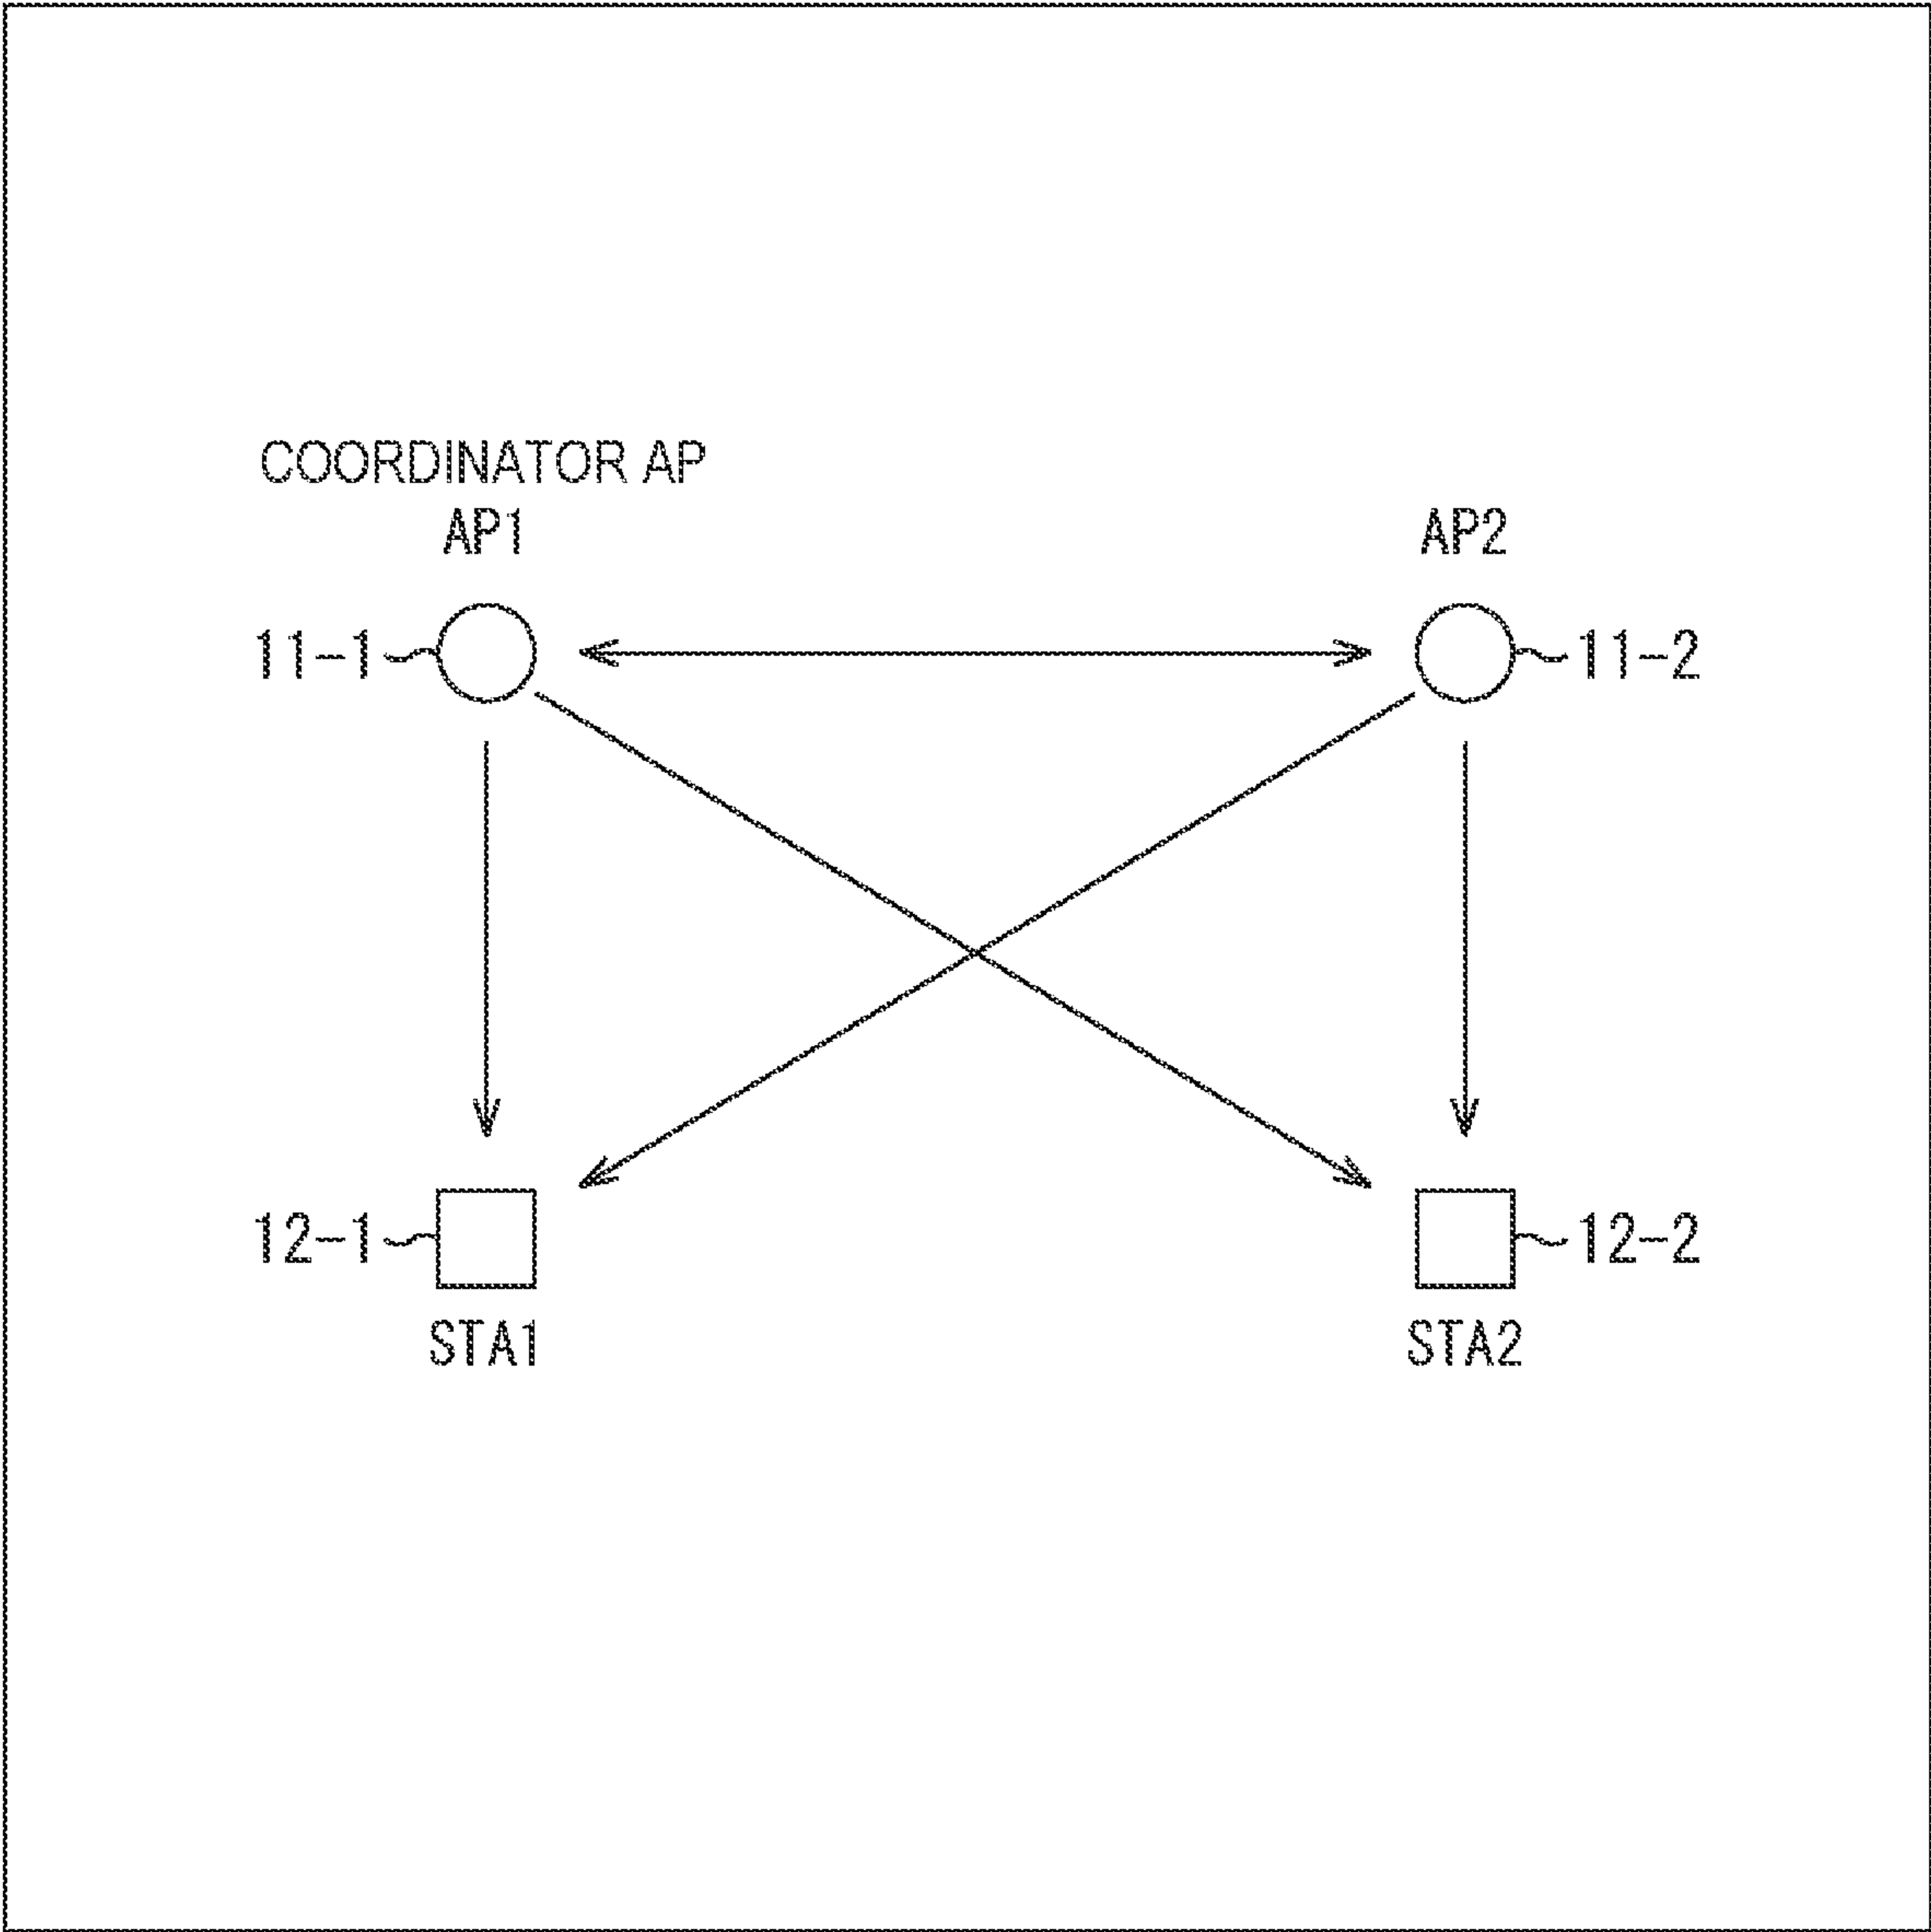 COORDINATOR AP
AP1
AP2
11-1
11-2
12-1
12-2
STA1
STA2